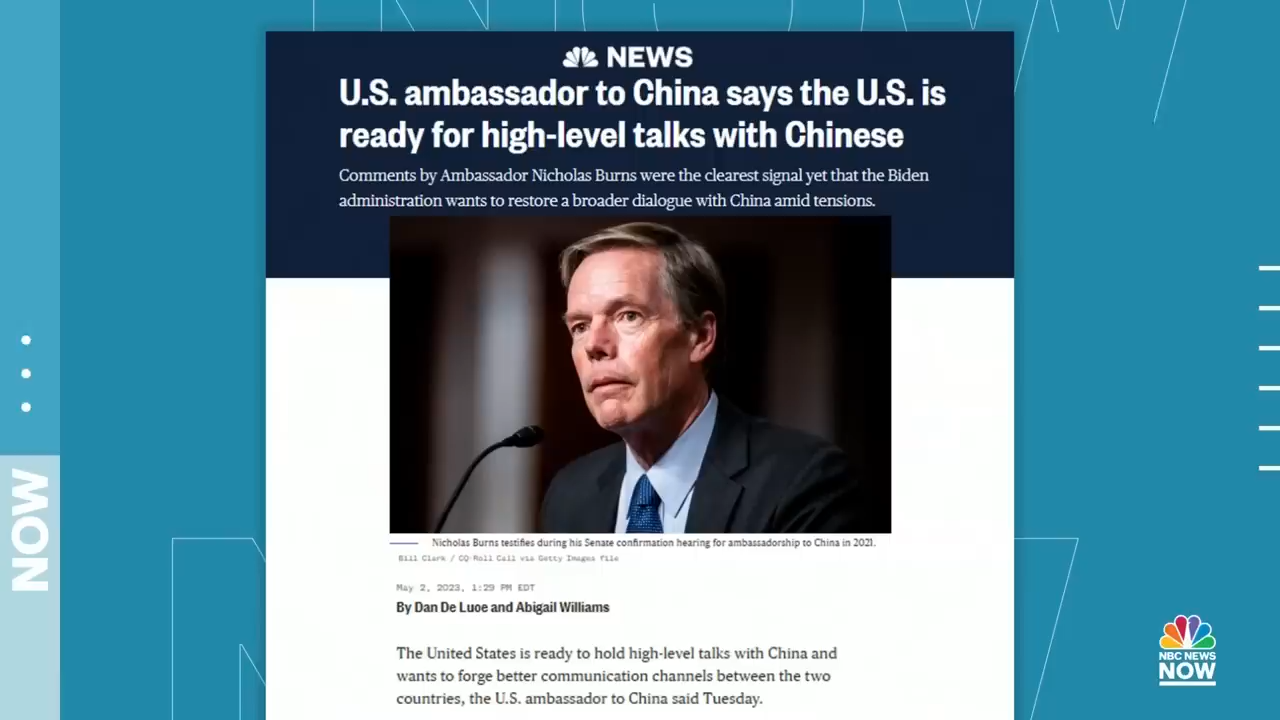 NEWS
U.S. ambassador to China says the U.S. is
ready for high-level talks with Chinese
Comments by Ambassador Nicholas Burns were the clearest signal yet that the Biden
administration wants to restore a broader dialogue with China amid tensions.
Nicholas Burns testifies during his Senate confirmation hearing for ambassadorship to China in 2021.
Bill Clark / CQ-Roll Call via Getty Images file
May 2, 2023, 1:29 PM EDT
By Dan De Luce and Abigail Williams
The United States is ready to hold high-level talks with China and
wants to forge better communication channels between the two
countries, the U.S. ambassador to China said Tuesday.
NOW
NBC NEWS
NOW